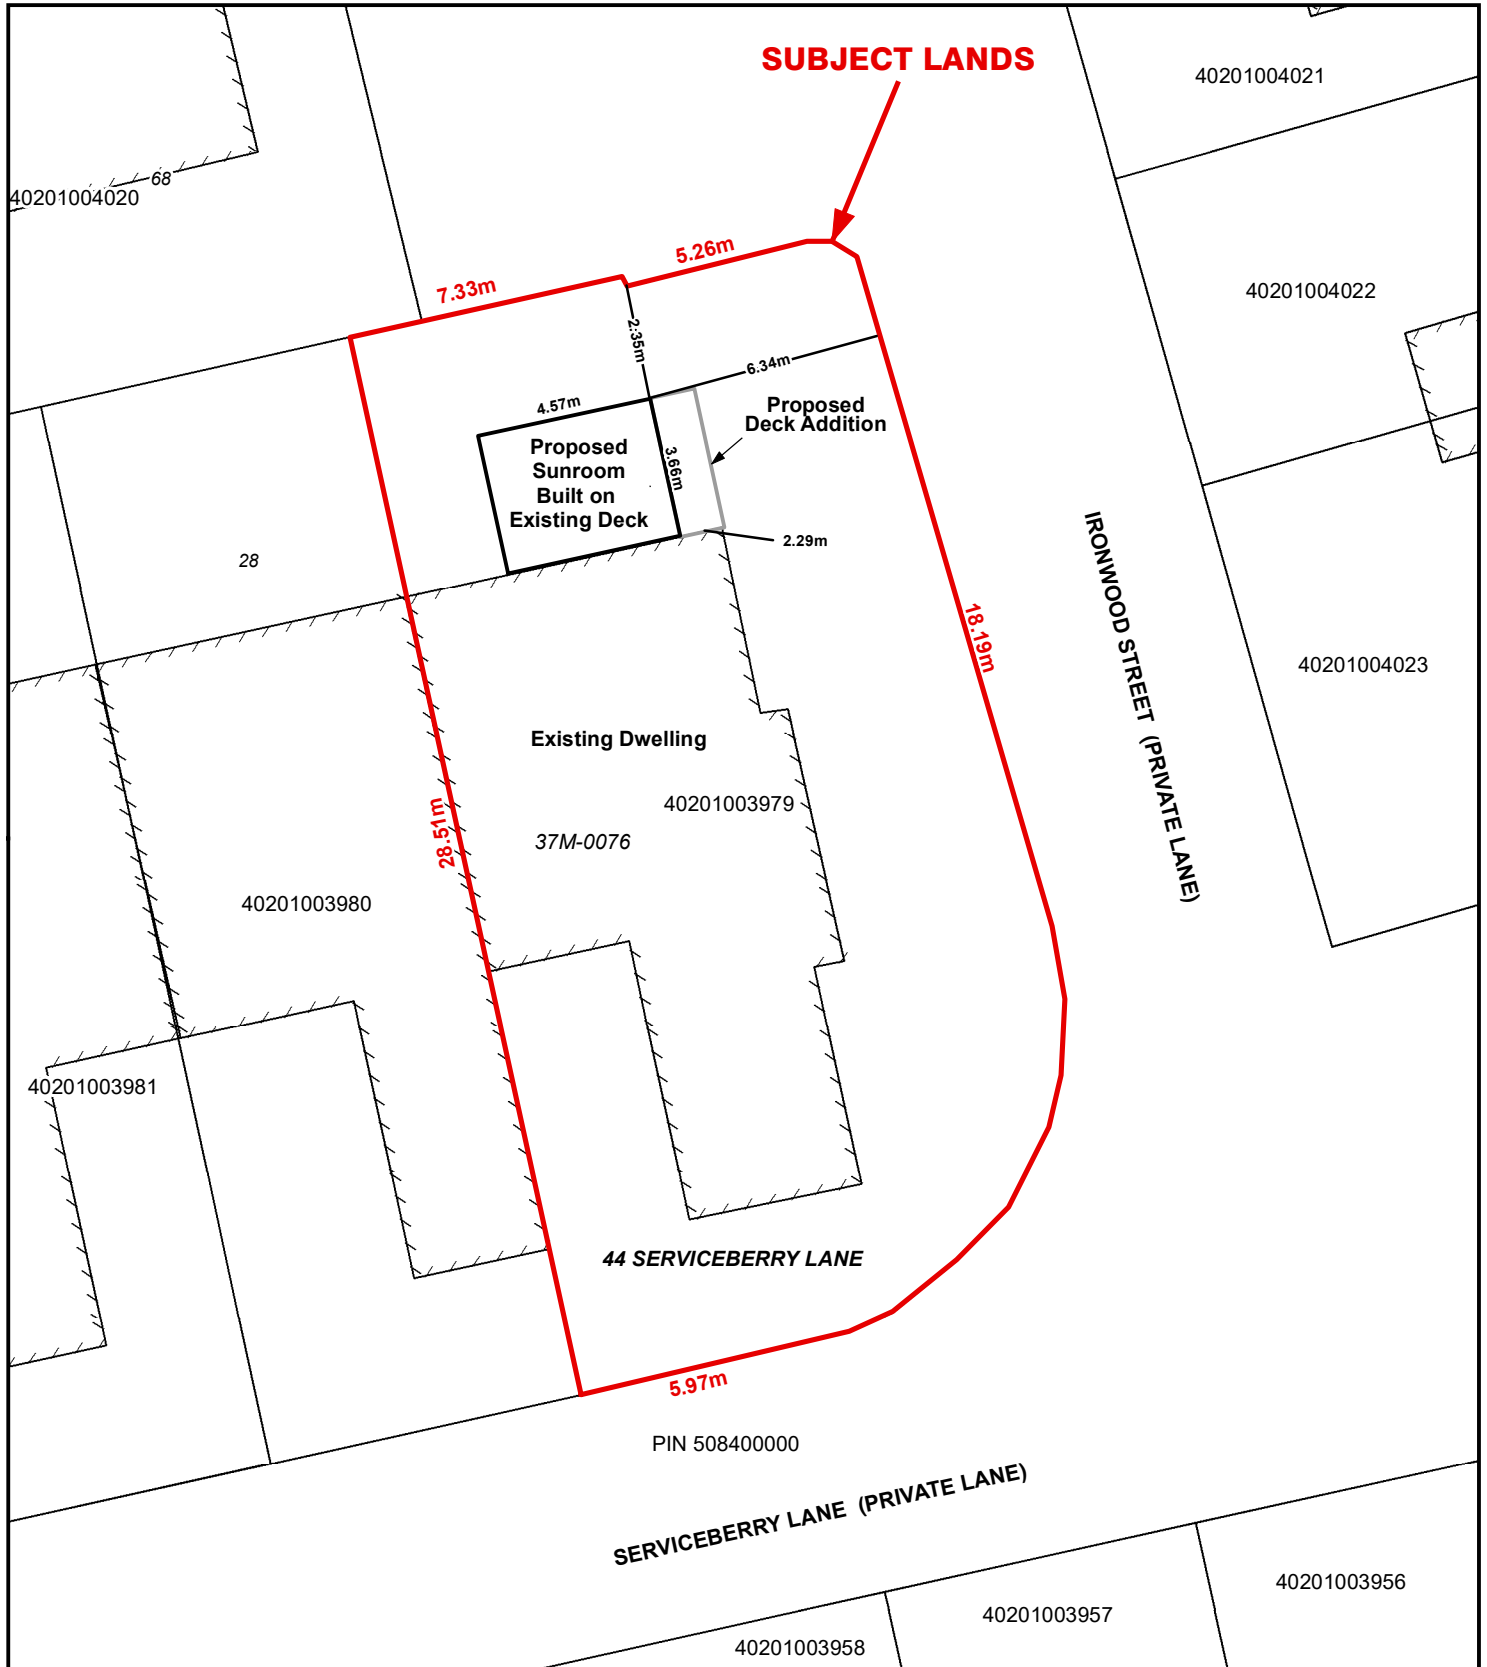 SUBJECT LANDS
40201004021
68
40201004020
5.26m
7.33m
40201004022
2.35m
6.34m
4.57m
Proposed
Deck Addition
Proposed
Sunroom
Built on
Existing Deck
3.66m
2.29m
28
IRONWOOD STREET (PRIVATE LANE)
18.19m
40201004023
Existing Dwelling
40201003979
28.51m
37M-0076
40201003980
40201003981
44 SERVICEBERRY LANE
5.97m
PIN 508400000
SERVICEBERRY LANE (PRIVATE LANE)
40201003956
40201003957
40201003958